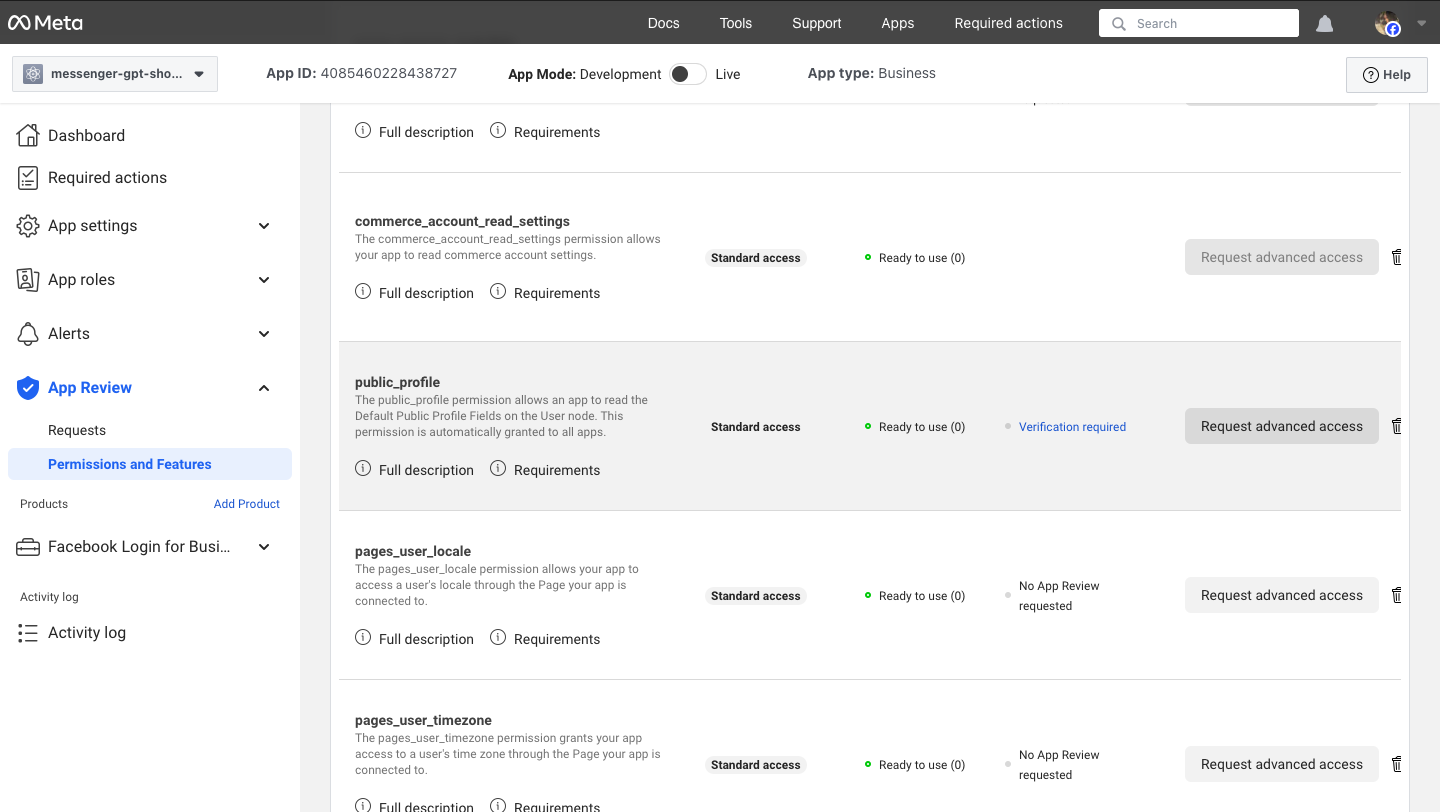 Meta
Docs
Tools
Support
Apps
Required actions
Search
messenger-gpt-sho...
App ID: 4085460228438727
App Mode: Development
Live
App type: Business
Help
Dashboard
Required actions
App settings
App roles
Alerts
App Review
Requests
Permissions and Features
Products
Add Product
Facebook Login for Busi...
Activity log
Activity log
Full description
Requirements
commerce_account_read_settings
The commerce_account_read_settings permission allows
your app to read commerce account settings.
Full description
Requirements
Standard access
Ready to use (0)
Request advanced access
public_profile
The public_profile permission allows an app to read the
Default Public Profile Fields on the User node. This
permission is automatically granted to all apps.
Full description
Requirements
Standard access
Ready to use (0)
Verification required
Request advanced access
pages_user_locale
The pages_user_locale permission allows your app to
access a user's locale through the Page your app is
connected to.
Full description
Requirements
Standard access
Ready to use (0)
No App Review
requested
Request advanced access
pages_user_timezone
The pages_user_timezone permission grants your app
access to a user's time zone through the Page your app is
connected to.
Full description
Requirements
Standard access
Ready to use (0)
No App Review
requested
Request advanced access